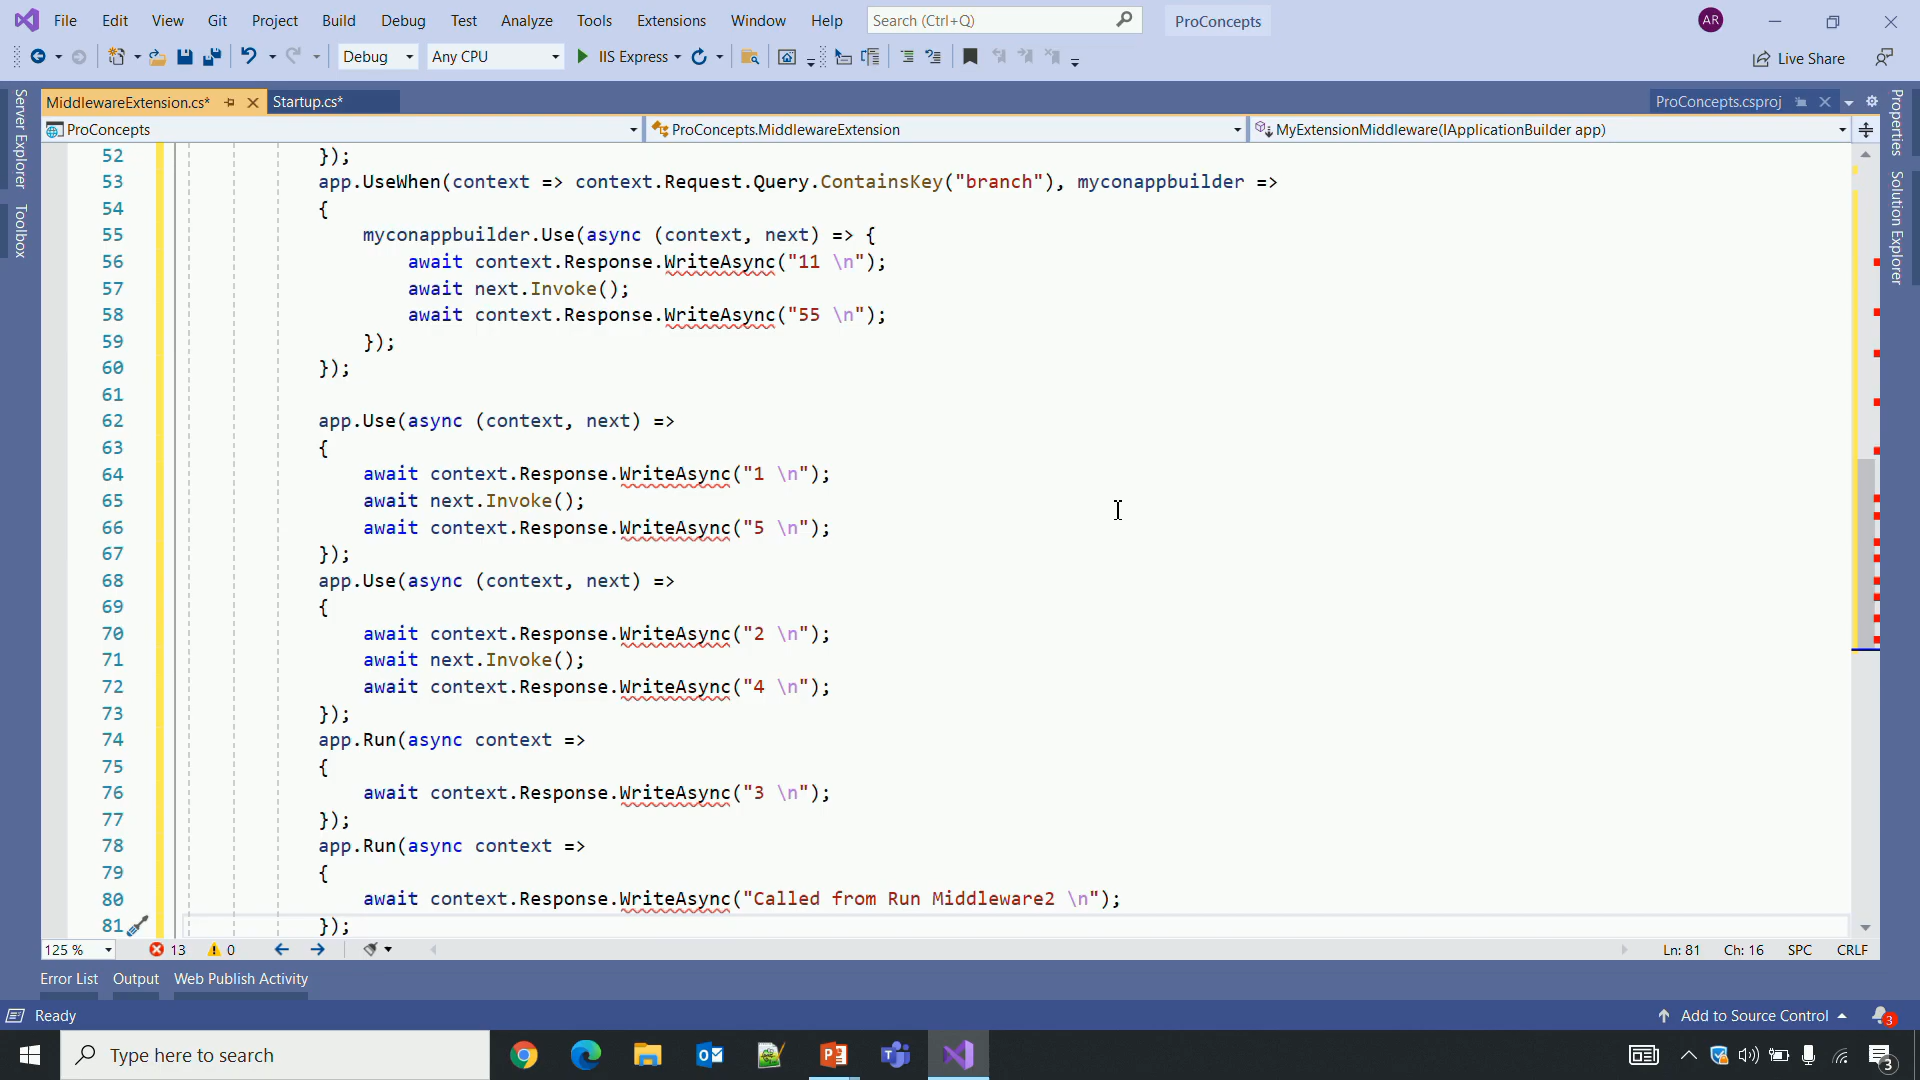 File Edit View Git Project Build Debug Test Analyze Tools Extensions Window Help Search (Ctrl+Q) ProConcepts AR
Debug Any CPU IIS Express Live Share
Server Explorer
Toolbox
MiddlewareExtension.cs* Startup.cs* ProConcepts.csproj
ProConcepts ProConcepts.MiddlewareExtension MyExtensionMiddleware(IApplicationBuilder app)
Properties
Solution Explorer
52 });
53 app.UseWhen(context => context.Request.Query.ContainsKey("branch"), myconappbuilder =>
54 {
55 myconappbuilder.Use(async (context, next) => {
56 await context.Response.WriteAsync("11 \n");
57 await next.Invoke();
58 await context.Response.WriteAsync("55 \n");
59 });
60 });
61
62 app.Use(async (context, next) =>
63 {
64 await context.Response.WriteAsync("1 \n");
65 await next.Invoke();
66 await context.Response.WriteAsync("5 \n");
67 });
68 app.Use(async (context, next) =>
69 {
70 await context.Response.WriteAsync("2 \n");
71 await next.Invoke();
72 await context.Response.WriteAsync("4 \n");
73 });
74 app.Run(async context =>
75 {
76 await context.Response.WriteAsync("3 \n");
77 });
78 app.Run(async context =>
79 {
80 await context.Response.WriteAsync("Called from Run Middleware2 \n");
81 });
125 % 13 0 Ln: 81 Ch: 16 SPC CRLF
Error List Output Web Publish Activity
Ready Add to Source Control 3
Type here to search 3